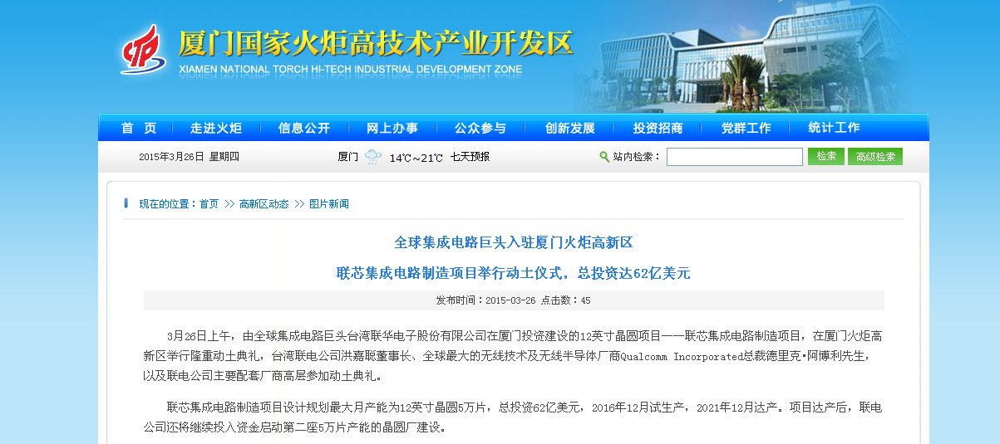 厦门国家火炬高技术产业开发区
XIAMEN NATIONAL TORCH HI-TECH INDUSTRIAL DEVELOPMENT ZONE
首 页 走进火炬 信息公开 网上办事 公众参与 创新发展 投资招商 党群工作 统计工作
2015年3月26日 星期四 厦门 14℃~21℃ 七天预报 站内检索： 检索 高级检索
现在的位置：首页 >> 高新区动态 >> 图片新闻
全球集成电路巨头入驻厦门火炬高新区
联芯集成电路制造项目举行动土仪式，总投资达62亿美元
发布时间：2015-03-26 点击数：45
3月26日上午，由全球集成电路巨头台湾联华电子股份有限公司在厦门投资建设的12英寸晶圆项目——联芯集成电路制造项目，在厦门火炬高
新区举行隆重动土典礼，台湾联电公司洪嘉聪董事长、全球最大的无线技术及无线半导体厂商Qualcomm Incorporated总裁德里克·阿博利先生，
以及联电公司主要配套厂商高层参加动土典礼。
联芯集成电路制造项目设计规划最大月产能为12英寸晶圆5万片，总投资62亿美元，2016年12月试生产，2021年12月达产。项目达产后，联电
公司还将继续投入资金启动第二座5万片产能的晶圆厂建设。